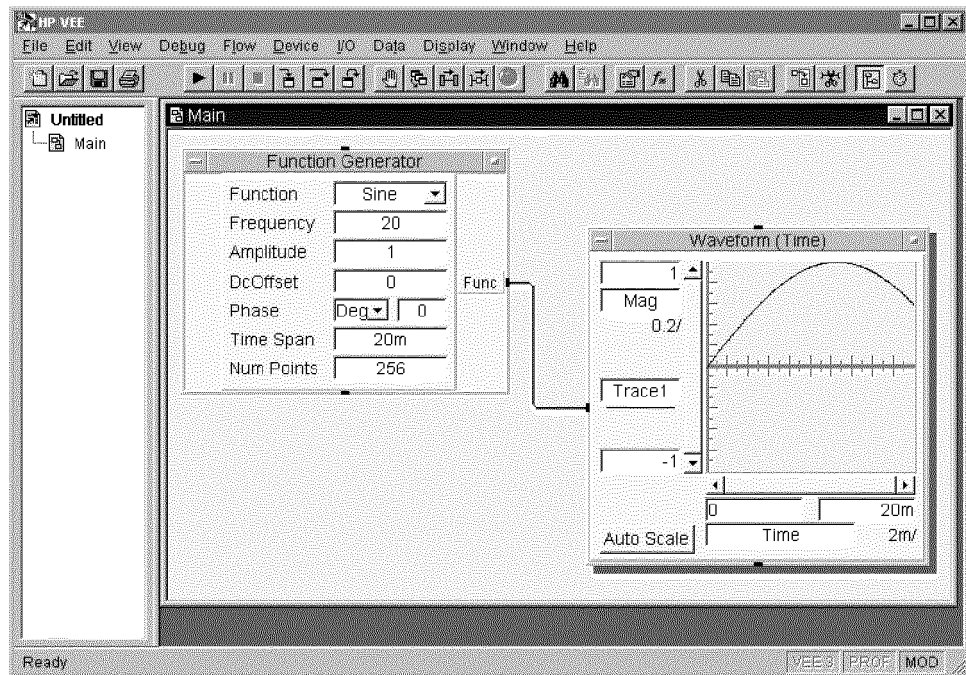 HP VEE
File Edit View Debug Flow Device I/O Data Display Window Help
Untitled
Main
Main
Function Generator
Function Sine
Frequency 20
Amplitude 1
DcOffset 0
Phase Deg 0
Time Span 20m
Num Points 256
Func
Waveform (Time)
1
Mag
0.2/
Trace1
-1
0 20m
Auto Scale Time 2m/
Ready VEE 3 PROF MOD